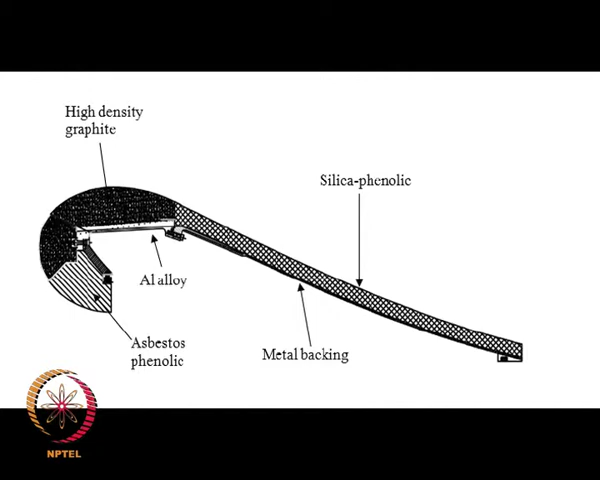 High density
graphite
Silica-phenolic
Al alloy
Asbestos
phenolic
Metal backing
NPTEL